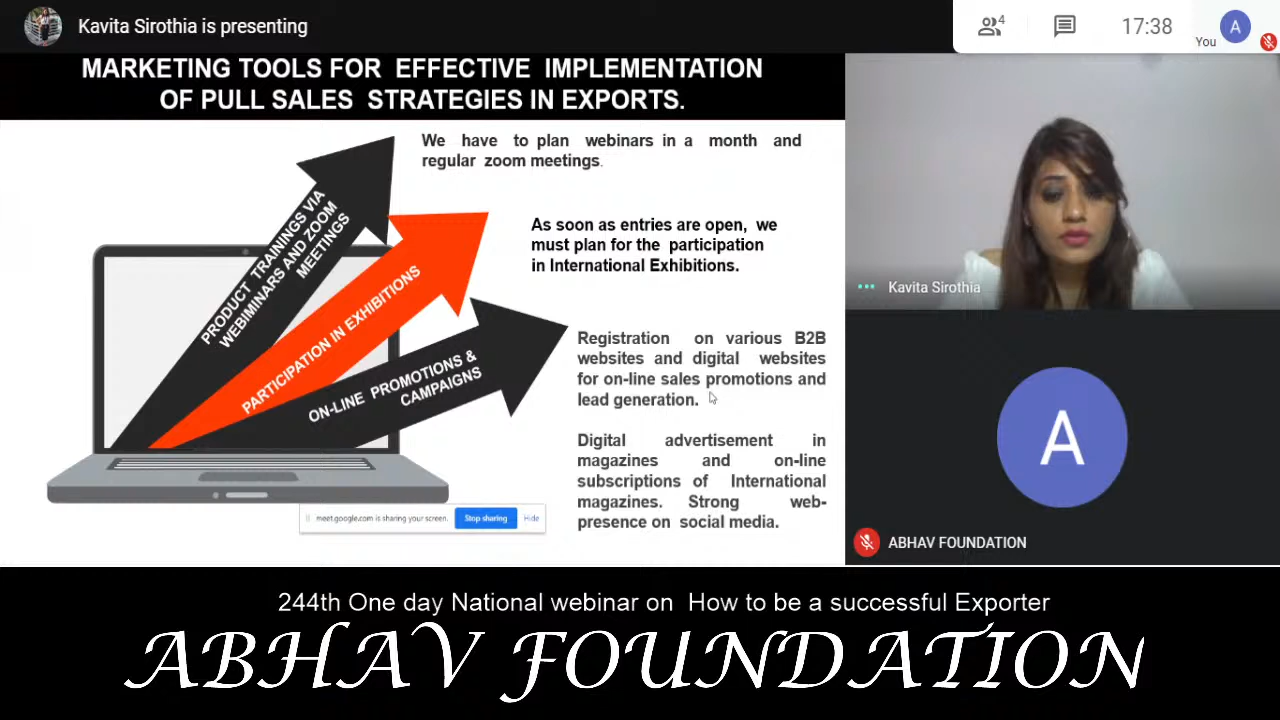 Kavita Sirothia is presenting
4
17:38
You
A
MARKETING TOOLS FOR EFFECTIVE IMPLEMENTATION
OF PULL SALES STRATEGIES IN EXPORTS.
We have to plan webinars in a month and
regular zoom meetings.
PRODUCT TRAININGS VIA
WEBIMINARS AND ZOOM
MEETINGS
As soon as entries are open, we
must plan for the participation
in International Exhibitions.
PARTICIPATION IN EXHIBITIONS
Registration on various B2B
websites and digital websites
for on-line sales promotions and
lead generation.
ON-LINE PROMOTIONS &
CAMPAIGNS
Digital advertisement in
magazines and on-line
subscriptions of International
magazines. Strong web-
presence on social media.
meet.google.com is sharing your screen.
Stop sharing
Hide
Kavita Sirothia
A
ABHAV FOUNDATION
244th One day National webinar on How to be a successful Exporter
ABHAV FOUNDATION